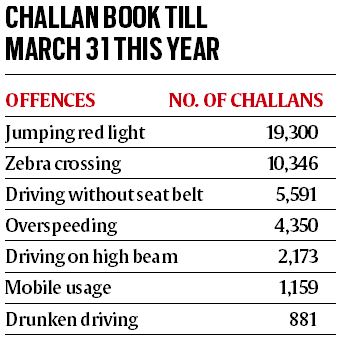 CHALLAN BOOK TILL
MARCH 31 THIS YEAR
OFFENCES NO. OF CHALLANS
Jumping red light 19,300
Zebra crossing 10,346
Driving without seat belt 5,591
Overspeeding 4,350
Driving on high beam 2,173
Mobile usage 1,159
Drunken driving 881